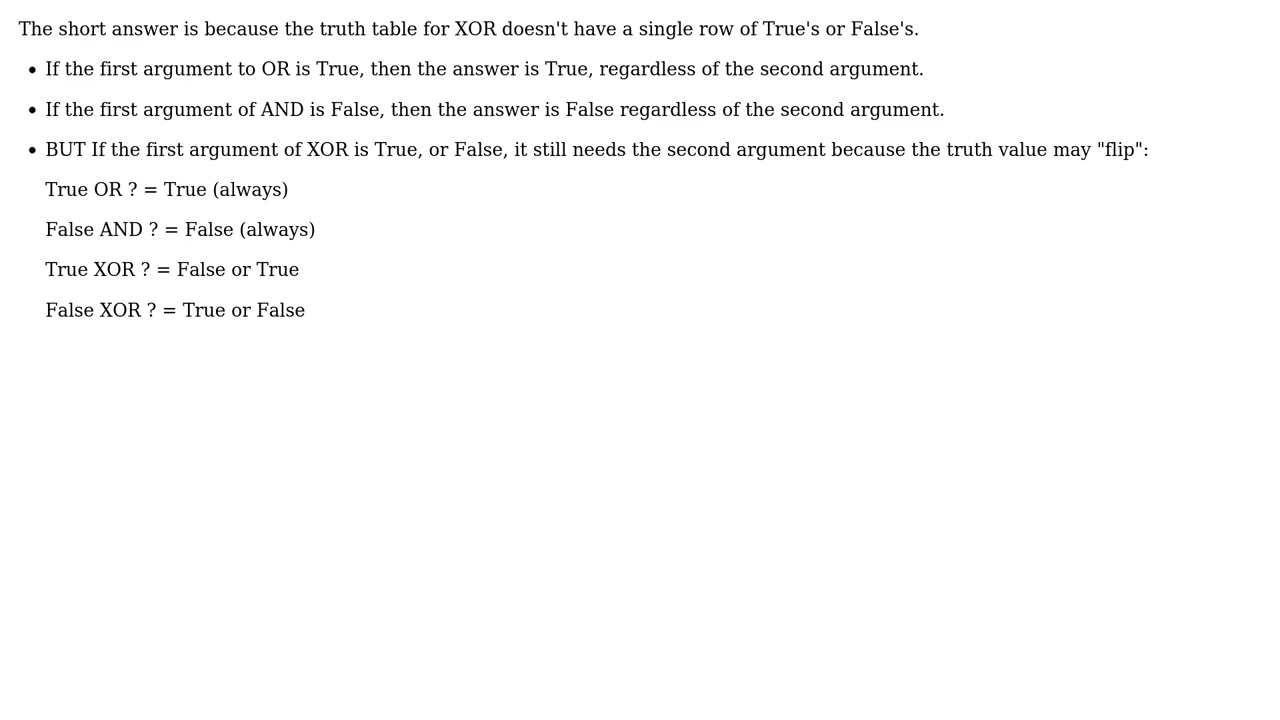 The short answer is because the truth table for XOR doesn't have a single row of True's or False's.
• If the first argument to OR is True, then the answer is True, regardless of the second argument.
• If the first argument of AND is False, then the answer is False regardless of the second argument.
• BUT If the first argument of XOR is True, or False, it still needs the second argument because the truth value may "flip":
True OR ? = True (always)
False AND ? = False (always)
True XOR ? = False or True
False XOR ? = True or False